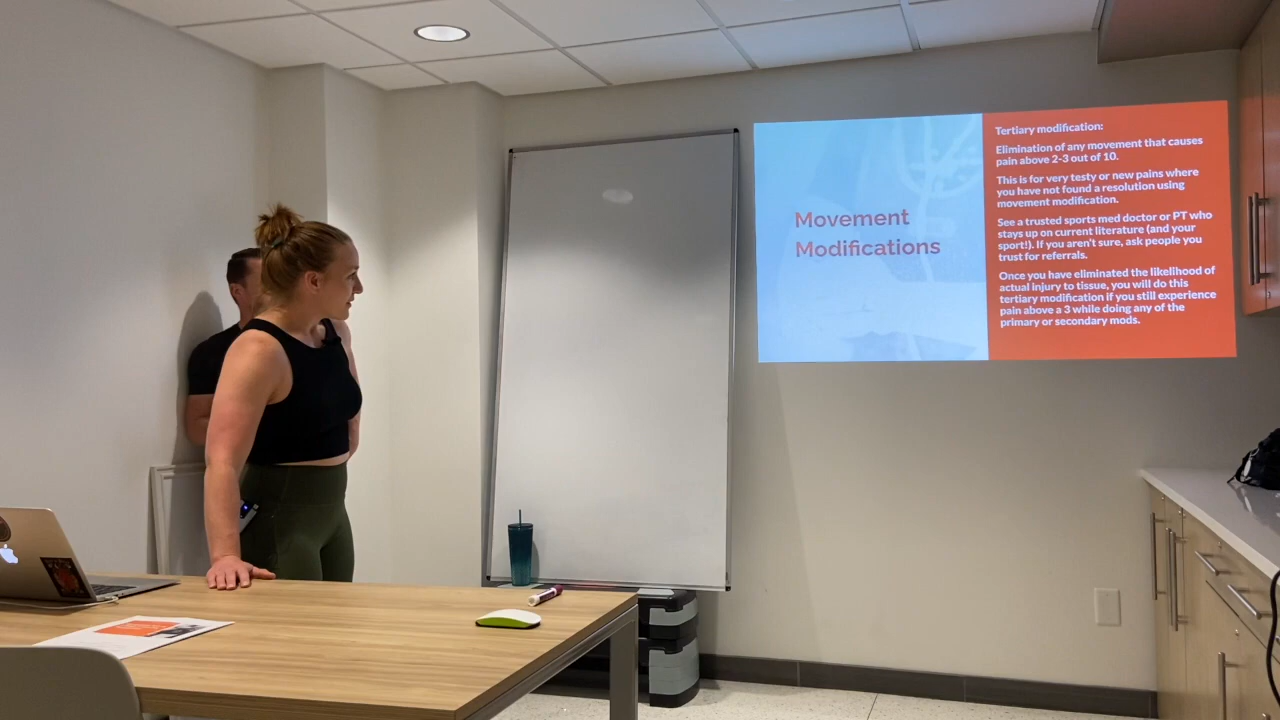 Movement
Modifications
Tertiary modification:
Elimination of any movement that causes
pain above 2-3 out of 10.
This is for very testy or new pains where
you have not found a resolution using
movement modification.
See a trusted sports med doctor or PT who
stays up on current literature (and your
sport!). If you aren't sure, ask people you
trust for referrals.
Once you have eliminated the likelihood of
actual injury to tissue, you will do this
tertiary modification if you still experience
pain above a 3 while doing any of the
primary or secondary mods.